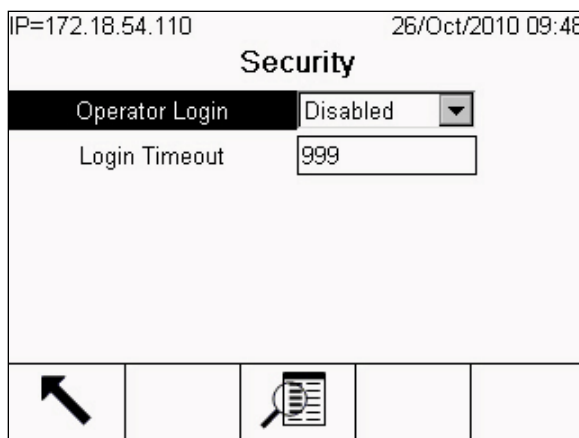 IP=172.18.54.110 26/Oct/2010 09:48
Security
Operator Login Disabled
Login Timeout 999